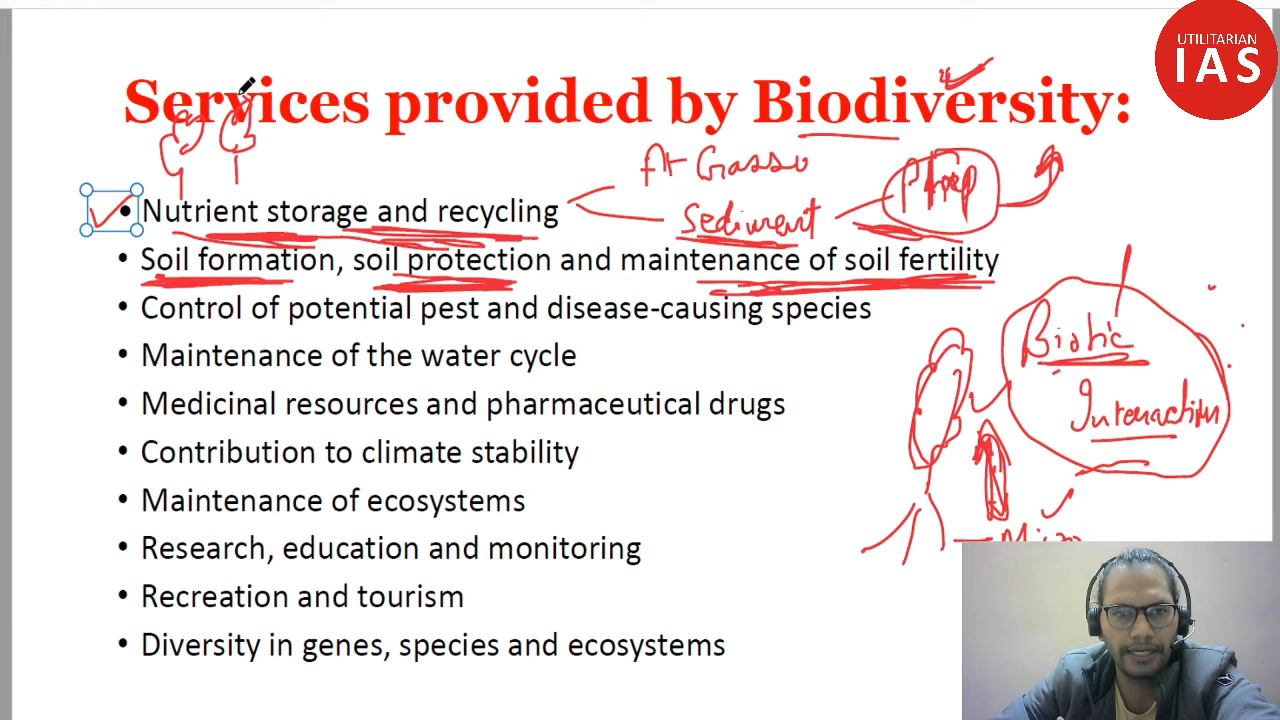 UTILITARIAN
IAS
Services provided by Biodiversity:
• Nutrient storage and recycling
Sediment
• Soil formation, soil protection and maintenance of soil fertility
• Control of potential pest and disease-causing species
Biotic
• Maintenance of the water cycle
• Medicinal resources and pharmaceutical drugs
Interaction
• Contribution to climate stability
• Maintenance of ecosystems
• Research, education and monitoring
• Recreation and tourism
• Diversity in genes, species and ecosystems